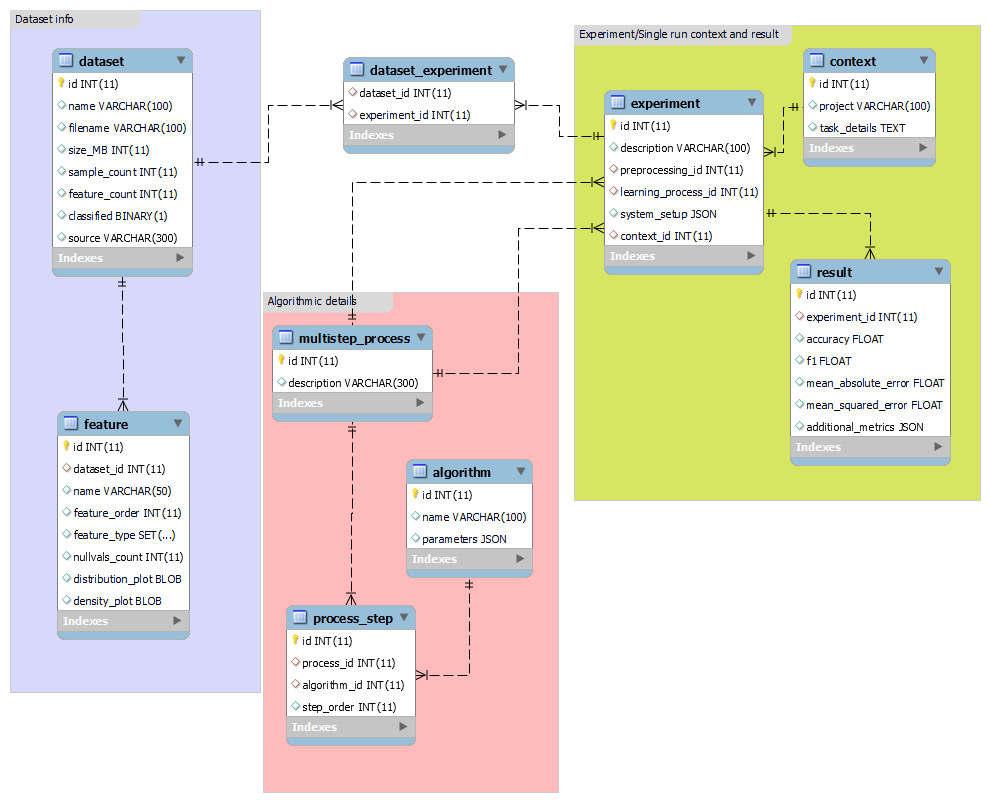 Dataset info
dataset
id INT(11)
name VARCHAR(100)
filename VARCHAR(100)
size_MB INT(11)
sample_count INT(11)
feature_count INT(11)
classified BINARY(1)
source VARCHAR(300)
Indexes
feature
id INT(11)
dataset_id INT(11)
name VARCHAR(50)
feature_order INT(11)
feature_type SET(...)
nullvals_count INT(11)
distribution_plot BLOB
density_plot BLOB
Indexes
dataset_experiment
dataset_id INT(11)
experiment_id INT(11)
Indexes
Algorithmic details
multistep_process
id INT(11)
description VARCHAR(300)
Indexes
algorithm
id INT(11)
name VARCHAR(100)
parameters JSON
Indexes
process_step
id INT(11)
process_id INT(11)
algorithm_id INT(11)
step_order INT(11)
Indexes
Experiment/Single run context and result
experiment
id INT(11)
description VARCHAR(100)
preprocessing_id INT(11)
learning_process_id INT(11)
system_setup JSON
context_id INT(11)
Indexes
context
id INT(11)
project VARCHAR(100)
task_details TEXT
Indexes
result
id INT(11)
experiment_id INT(11)
accuracy FLOAT
f1 FLOAT
mean_absolute_error FLOAT
mean_squared_error FLOAT
additional_metrics JSON
Indexes